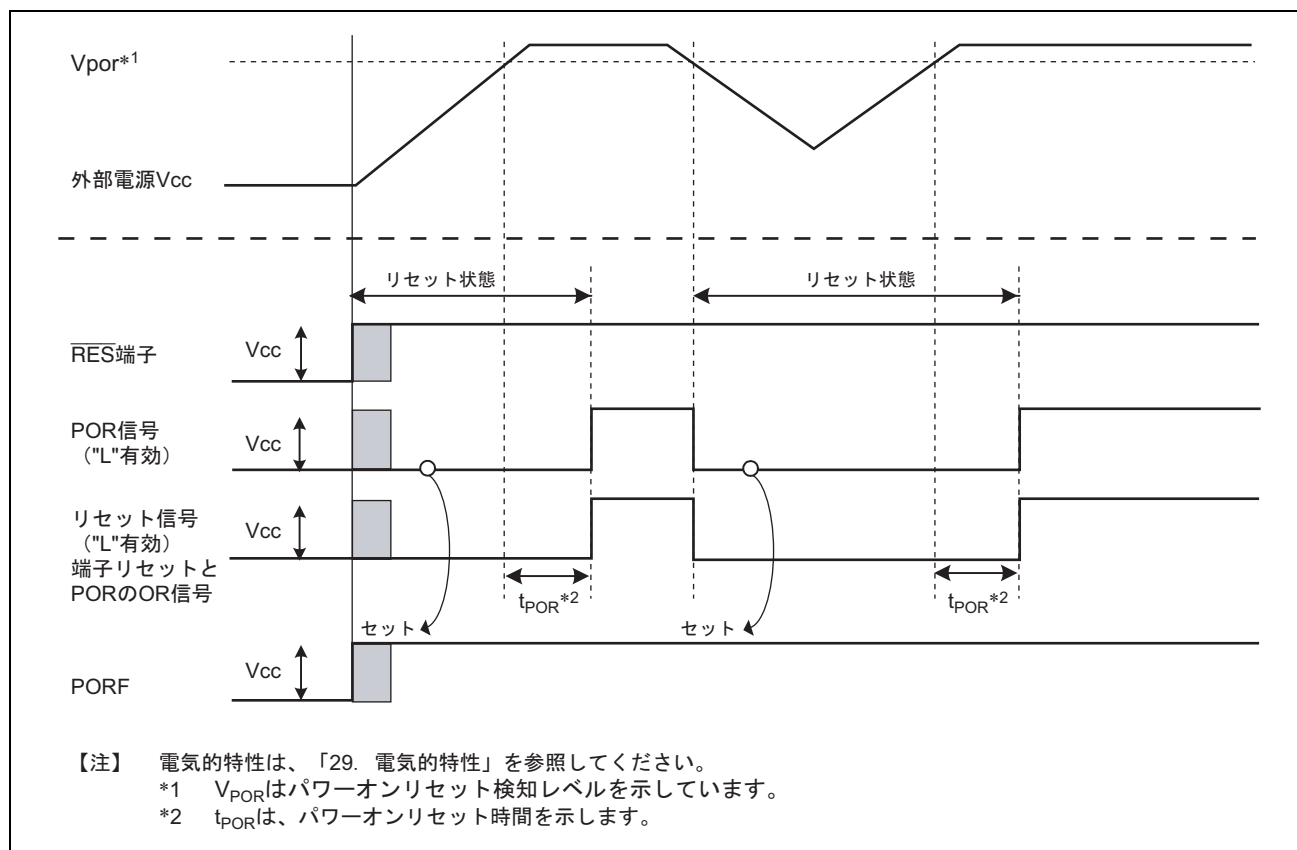 Vpor*1
外部電源Vcc
リセット状態
リセット状態
RES端子
Vcc
POR信号
("L"有効)
Vcc
リセット信号
("L"有効)
端子リセットと
PORのOR信号
Vcc
tPOR*2
tPOR*2
セット
セット
PORF
Vcc
【注】 電気的特性は、「29. 電気的特性」を参照してください。
*1 VPORはパワーオンリセット検知レベルを示しています。
*2 tPORは、パワーオンリセット時間を示します。